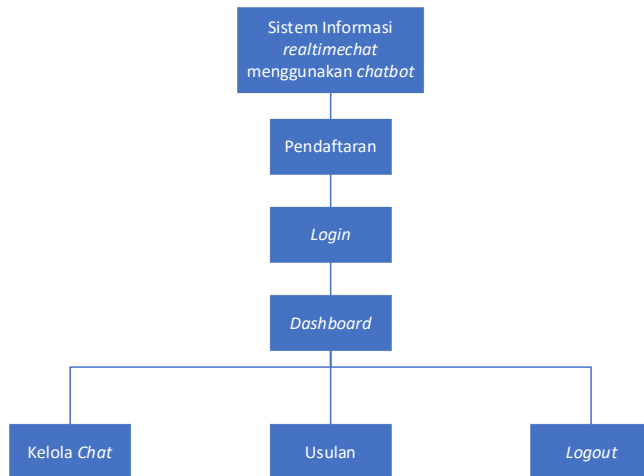 Sistem Informasi
realtimechat
menggunakan chatbot
Pendaftaran
Login
Dashboard
Kelola Chat
Usulan
Logout